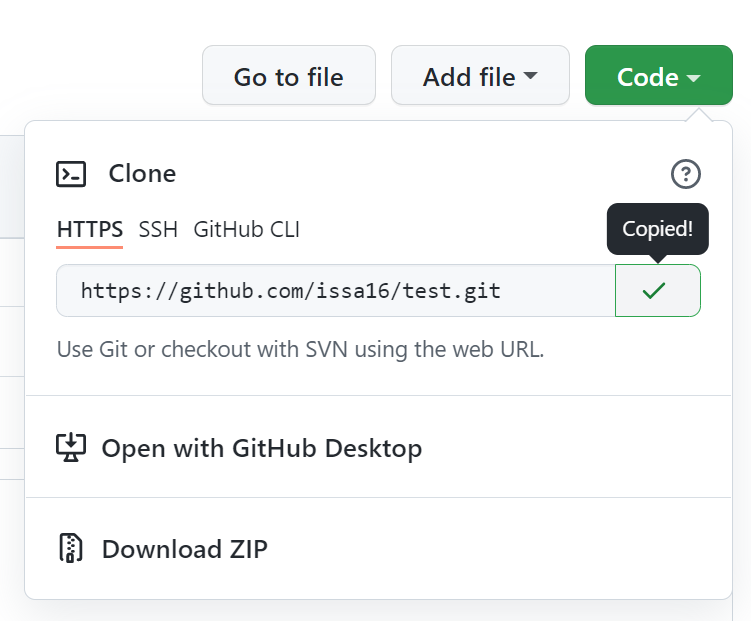 Go to file Add file Code
Clone
HTTPS SSH GitHub CLI
Copied!
https://github.com/issa16/test.git
Use Git or checkout with SVN using the web URL.
Open with GitHub Desktop
Download ZIP